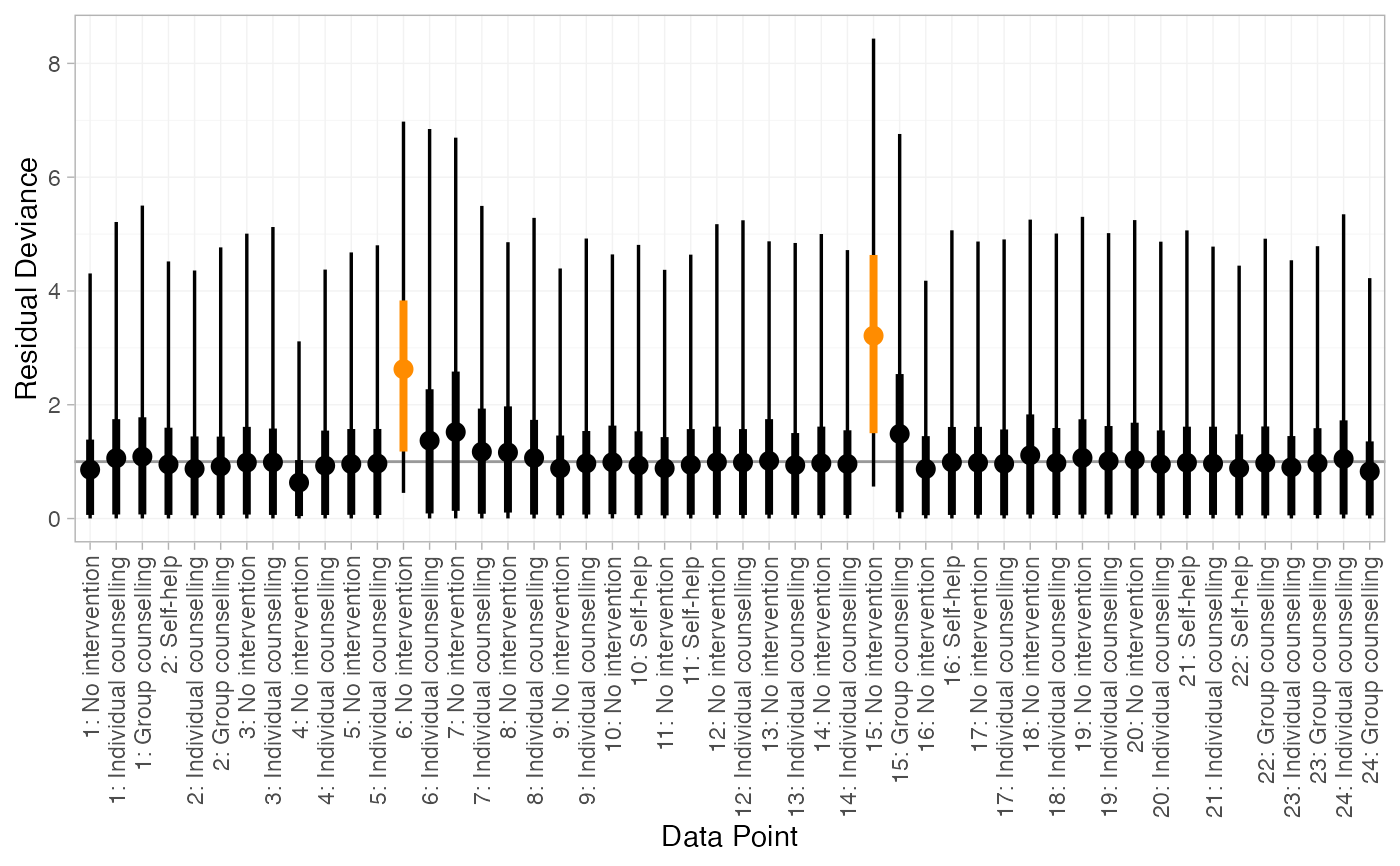 8
6
4
2
0
Residual Deviance
1: No intervention
1: Individual counselling
1: Group counselling
2: Self-help
2: Individual counselling
2: Group counselling
3: No intervention
3: Individual counselling
4: No intervention
4: Individual counselling
5: No intervention
5: Individual counselling
6: No intervention
6: Individual counselling
7: No intervention
7: Individual counselling
8: No intervention
8: Individual counselling
9: No intervention
9: Individual counselling
10: No intervention
10: Self-help
11: No intervention
11: Self-help
12: No intervention
12: Individual counselling
13: No intervention
13: Individual counselling
14: No intervention
14: Individual counselling
15: No intervention
15: Group counselling
16: No intervention
16: Self-help
17: No intervention
17: Individual counselling
18: No intervention
18: Individual counselling
19: No intervention
19: Individual counselling
20: No intervention
20: Individual counselling
21: Self-help
21: Individual counselling
22: Self-help
22: Group counselling
23: Individual counselling
23: Group counselling
24: Individual counselling
24: Group counselling
Data Point